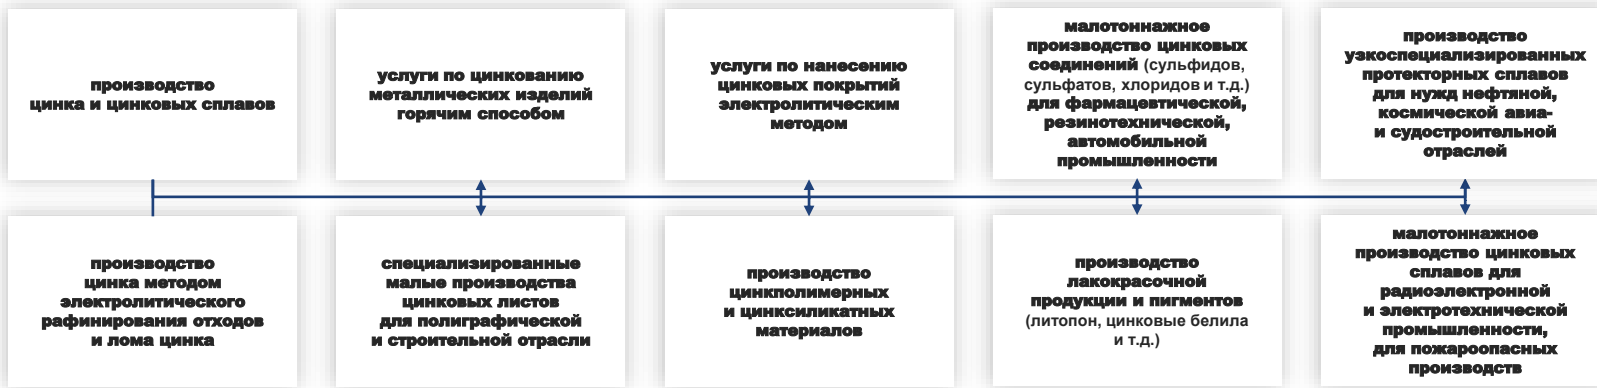 производство
цинка и цинковых сплавов
услуги по цинкованию
металлических изделий
горячим способом
услуги по нанесению
цинковых покрытий
электролитическим
методом
малотоннажное
производство цинковых
соединений (сульфидов,
сульфатов, хлоридов и т.д.)
для фармацевтической,
резинотехнической,
автомобильной
промышленности
производство
узкоспециализированных
протекторных сплавов
для нужд нефтяной,
космической авиа-
и судостроительной
отраслей
производство
цинка методом
электролитического
рафинирования отходов
и лома цинка
специализированные
малые производства
цинковых листов
для полиграфической
и строительной отрасли
производство
цинкполимерных
и цинксиликатных
материалов
производство
лакокрасочной
продукции и пигментов
(литопон, цинковые белила
и т.д.)
малотоннажное
производство цинковых
сплавов для
радиоэлектронной
и электротехнической
промышленности,
для пожароопасных
производств